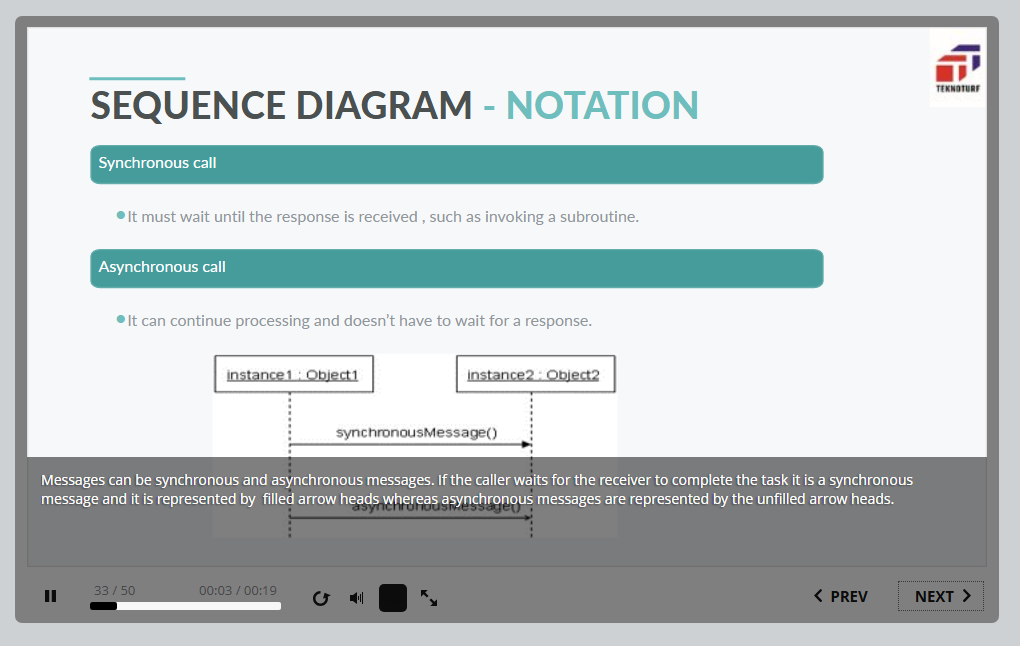 TEKNOTURF
SEQUENCE DIAGRAM - NOTATION
Synchronous call
It must wait until the response is received , such as invoking a subroutine.
Asynchronous call
It can continue processing and doesn't have to wait for a response.
instance1 : Object1
instance2 : Object2
synchronousMessage()
Messages can be synchronous and asynchronous messages. If the caller waits for the receiver to complete the task it is a synchronous
message and it is represented by  filled arrow heads whereas asynchronous messages are represented by the unfilled arrow heads.
asynchronousMessage()
33 / 50
00:03 / 00:19
PREV
NEXT